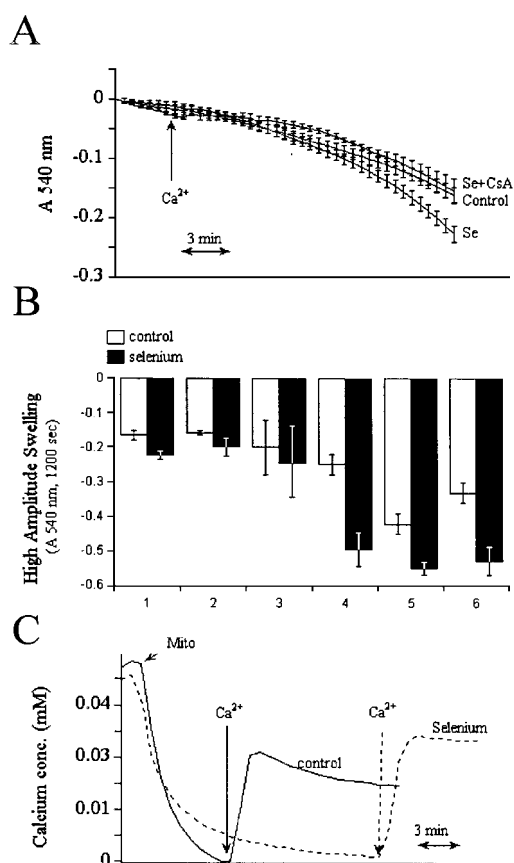 A
0
-0.1
-0.2
-0.3
A 540 nm
Ca2+
3 min
Se+CsA
Control
Se
B
control
selenium
0
-0.1
-0.2
-0.3
-0.4
-0.5
-0.6
High Amplitude Swelling
(A 540 nm, 1200 sec)
1 2 3 4 5 6
C
Mito
0.04
0.03
0.01
0
Calcium conc. (mM)
Ca2+
Ca2+
control
Selenium
3 min